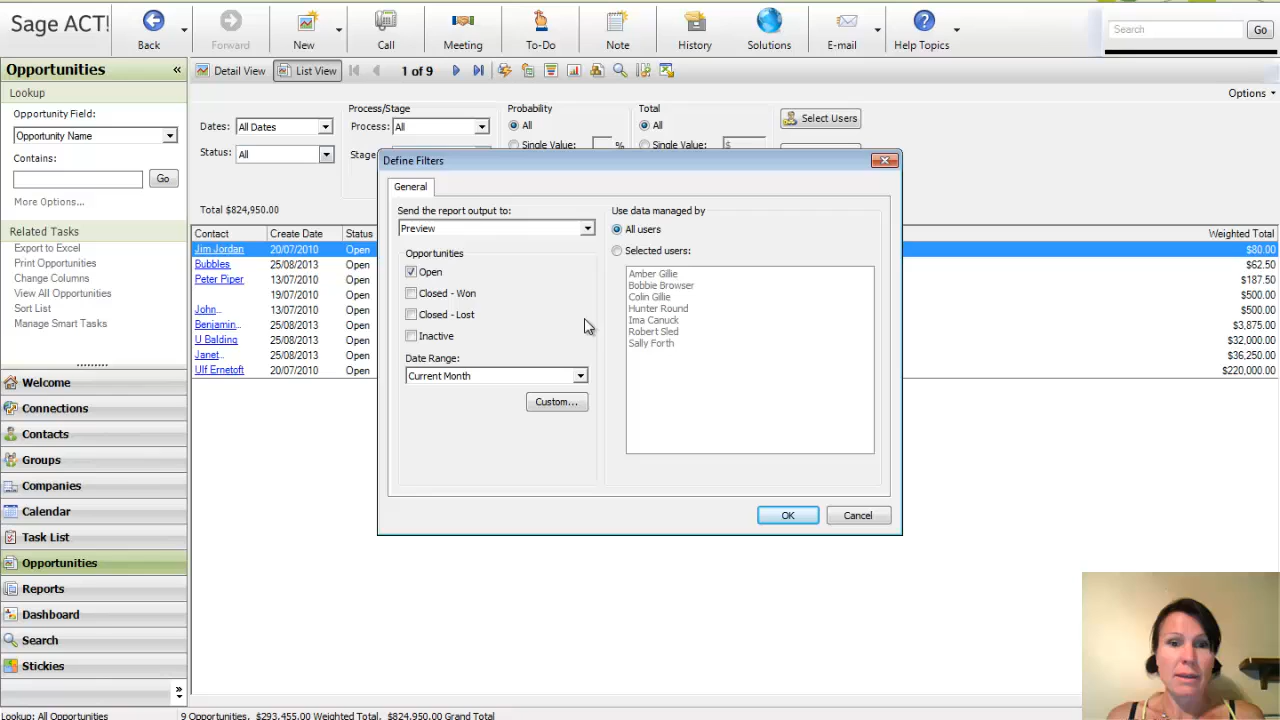 Sage ACT!
Back
Forward
New
Call
Meeting
To-Do
Note
History
Solutions
E-mail
Help Topics
Search
Go
Opportunities «
Detail View
List View
1 of 9
Lookup
Options
Opportunity Field:
Opportunity Name
Contains:
Go
More Options...
Dates: All Dates
Status: All
Process/Stage
Process: All
Stage
Probability
All
Single Value: %
Total
All
Single Value: $
Select Users
Total $824,950.00
Related Tasks
Export to Excel
Print Opportunities
Change Columns
View All Opportunities
Sort List
Manage Smart Tasks
Contact Create Date Status Weighted Total
Jim Jordan 20/07/2010 Open $80.00
Bubbles 25/08/2013 Open $62.50
Peter Piper 13/07/2010 Open $187.50
19/07/2010 Open $500.00
John... 13/07/2010 Open $500.00
Benjamin... 25/08/2013 Open $3,875.00
U Balding 25/08/2013 Open $32,000.00
Janet... 25/08/2013 Open $36,250.00
Ulf Ernetoft 20/07/2010 Open $220,000.00
Define Filters
General
Send the report output to:
Preview
Opportunities
Open
Closed - Won
Closed - Lost
Inactive
Date Range:
Current Month
Custom...
Use data managed by
All users
Selected users:
Amber Gillie
Bobbie Browser
Colin Gillie
Hunter Round
Ima Canuck
Robert Sled
Sally Forth
OK
Cancel
Welcome
Connections
Contacts
Groups
Companies
Calendar
Task List
Opportunities
Reports
Dashboard
Search
Stickies
»
Lookup: All Opportunities
9 Opportunities, $293,455.00 Weighted Total, $824,950.00 Grand Total